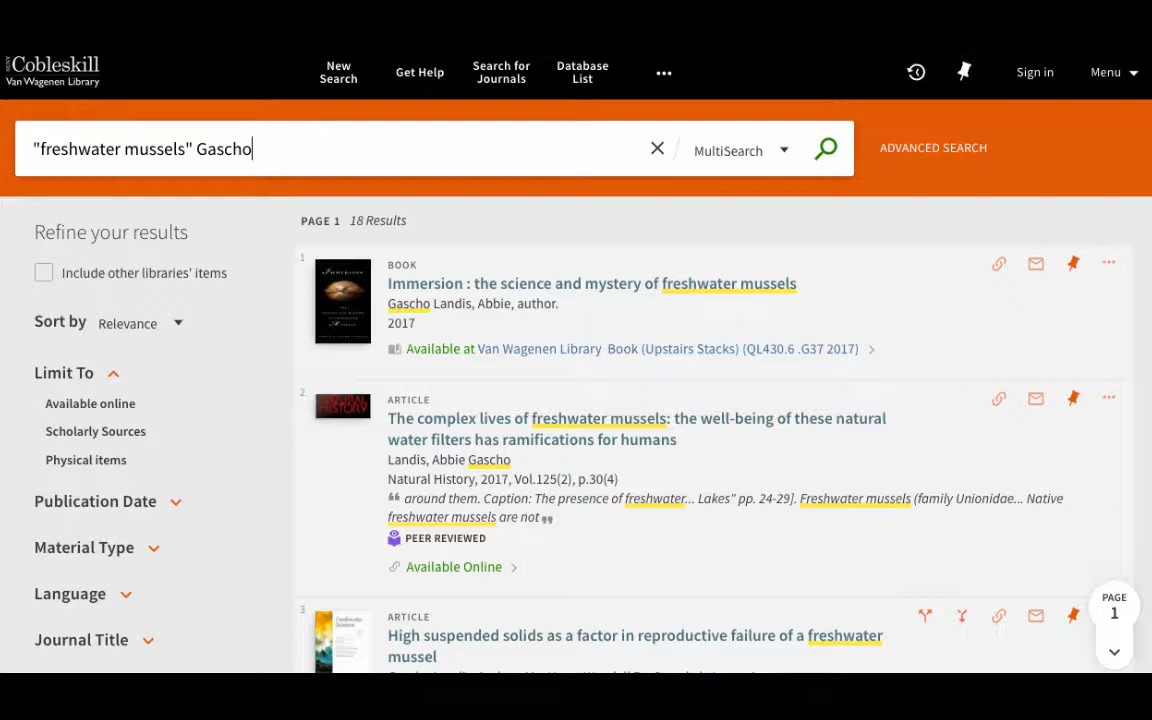 SUNY Cobleskill
Van Wagenen Library
New Search
Get Help
Search for Journals
Database List
Sign in
Menu
"freshwater mussels" Gascho
MultiSearch
ADVANCED SEARCH
Refine your results
Include other libraries' items
Sort by Relevance
Limit To
Available online
Scholarly Sources
Physical items
Publication Date
Material Type
Language
Journal Title
PAGE 1 18 Results
1
BOOK
Immersion : the science and mystery of freshwater mussels
Gascho Landis, Abbie, author.
2017
Available at Van Wagenen Library Book (Upstairs Stacks) (QL430.6 .G37 2017)
2
ARTICLE
The complex lives of freshwater mussels: the well-being of these natural
water filters has ramifications for humans
Landis, Abbie Gascho
Natural History, 2017, Vol.125(2), p.30(4)
❝ around them. Caption: The presence of freshwater... Lakes" pp. 24-29]. Freshwater mussels (family Unionidae... Native
freshwater mussels are not ❞
PEER REVIEWED
Available Online
3
ARTICLE
High suspended solids as a factor in reproductive failure of a freshwater
mussel
PAGE
1